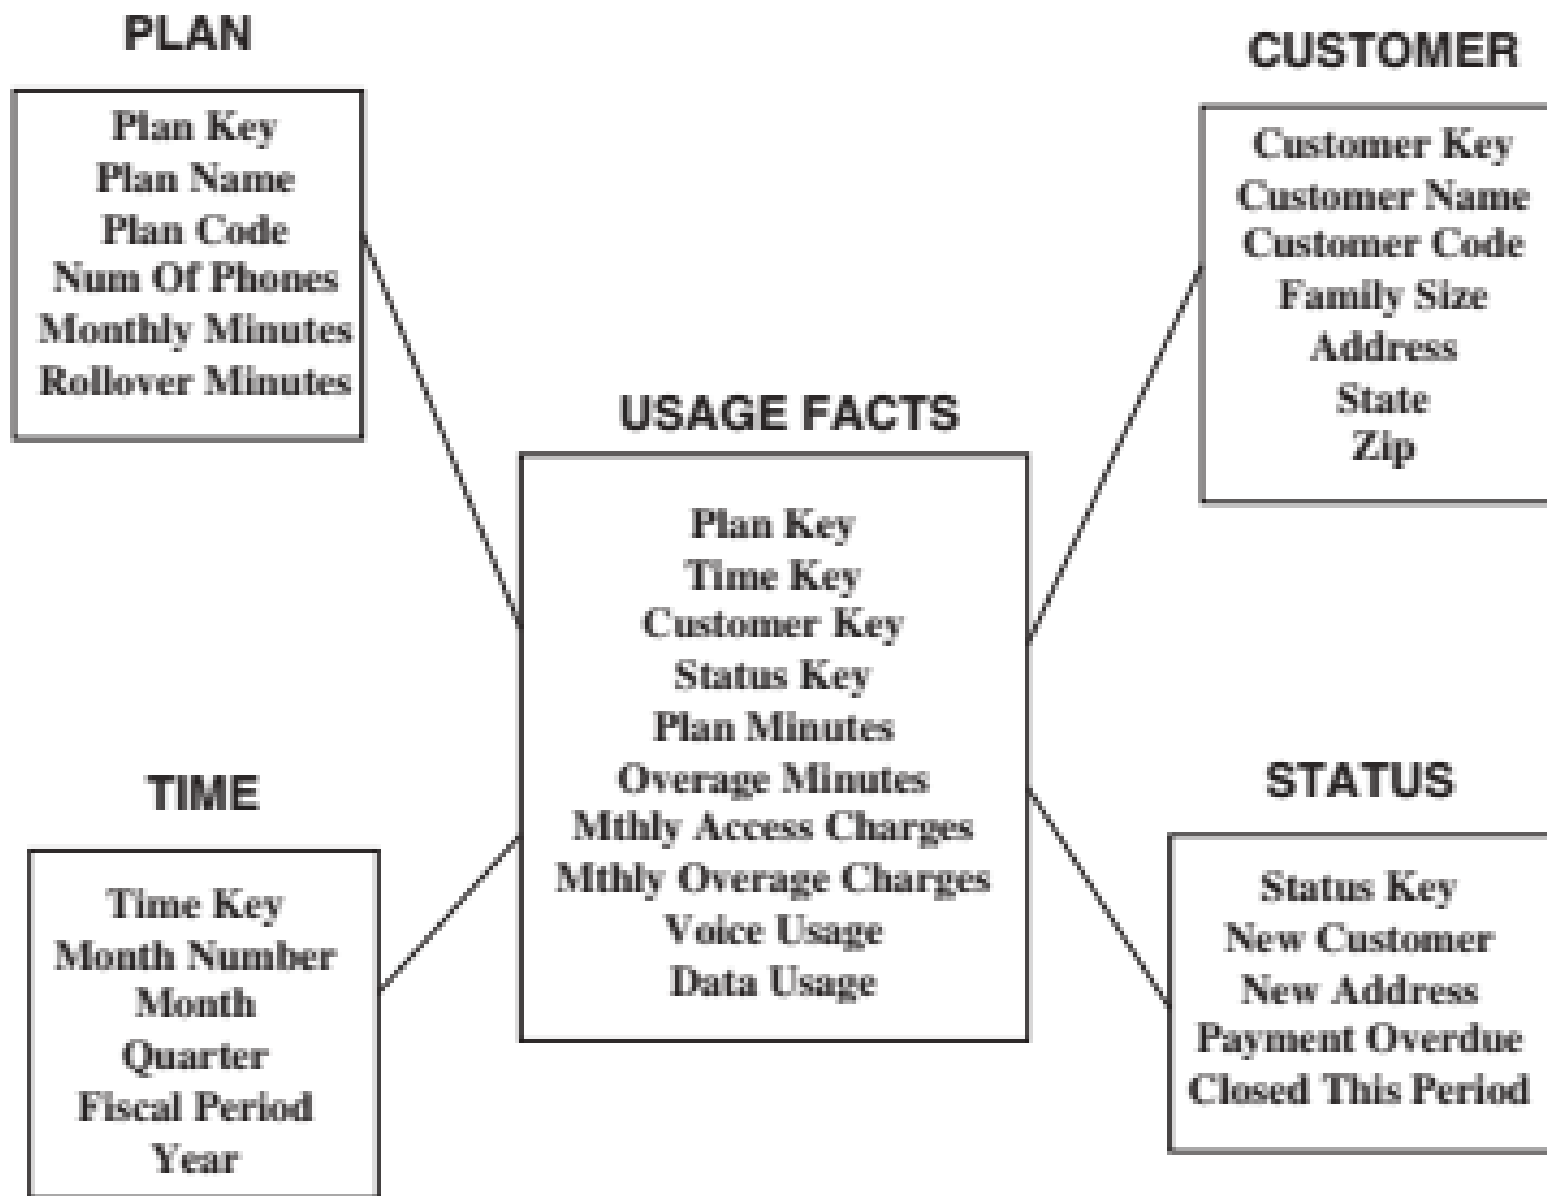 PLAN
Plan Key
Plan Name
Plan Code
Num Of Phones
Monthly Minutes
Rollover Minutes
CUSTOMER
Customer Key
Customer Name
Customer Code
Family Size
Address
State
Zip
USAGE FACTS
Plan Key
Time Key
Customer Key
Status Key
Plan Minutes
Overage Minutes
Mthly Access Charges
Mthly Overage Charges
Voice Usage
Data Usage
TIME
Time Key
Month Number
Month
Quarter
Fiscal Period
Year
STATUS
Status Key
New Customer
New Address
Payment Overdue
Closed This Period